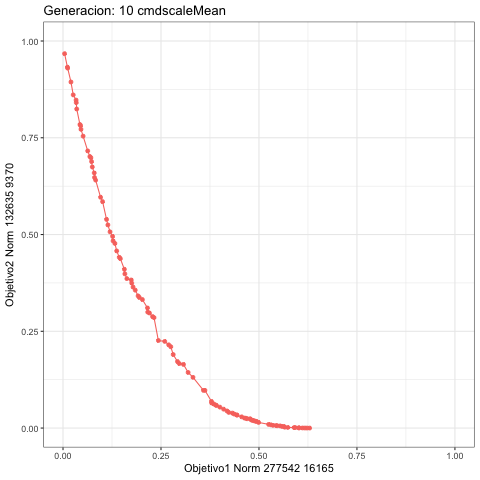 Generacion: 10 cmdscaleMean
1.00
0.75
0.50
0.25
0.00
Objetivo2 Norm 132635 9370
0.00 0.25 0.50 0.75 1.00
Objetivo1 Norm 277542 16165